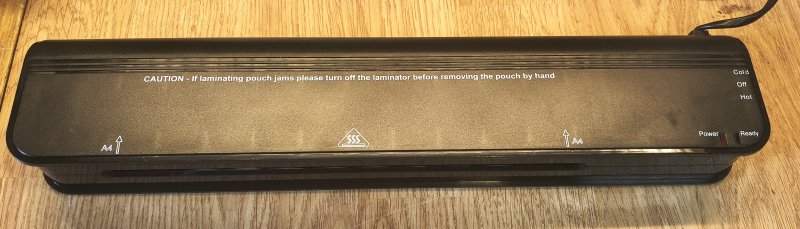 CAUTION - If laminating pouch jams please turn off the laminator before removing the pouch by hand
Cold
Off
Hot
Power Ready
A4 A4